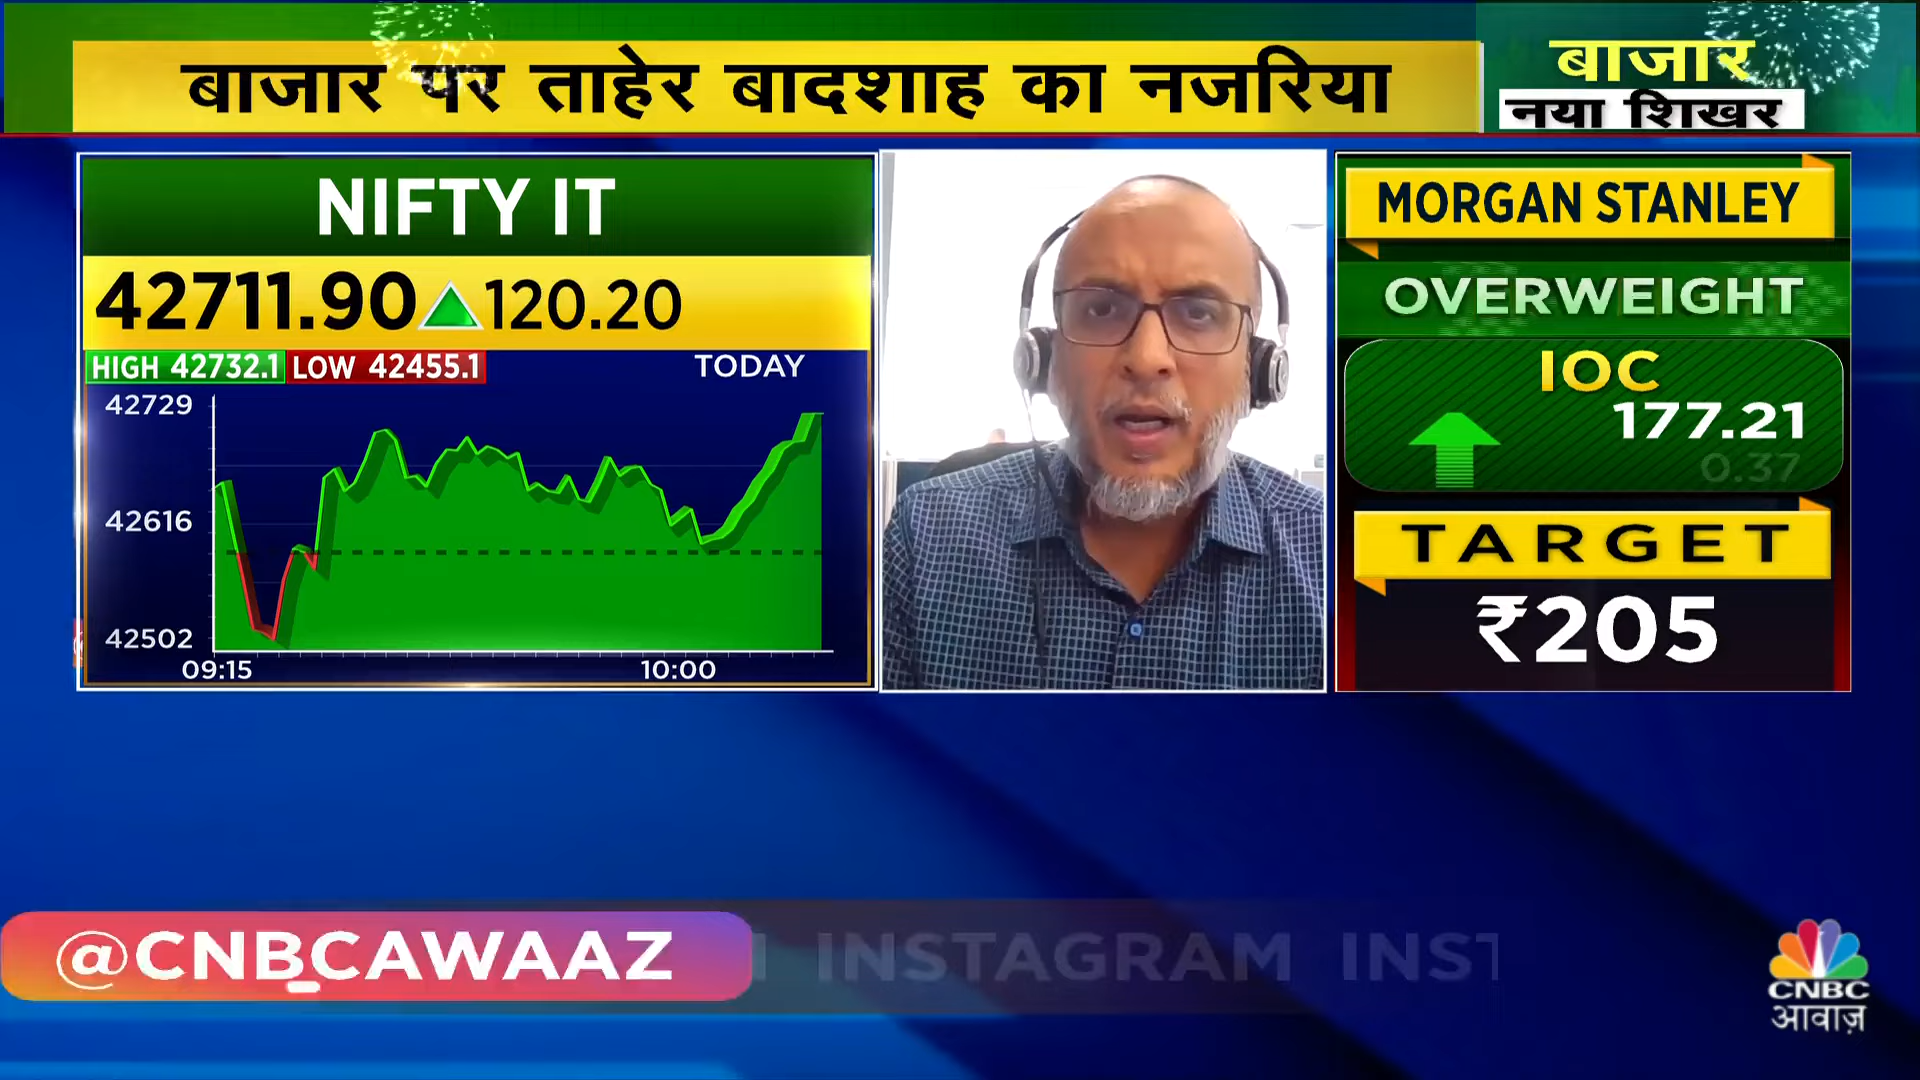 बाजार पर ताहेर बादशाह का नजरिया
बाजार
नया शिखर
NIFTY IT
42711.90 ▲ 120.20
HIGH 42732.1 LOW 42455.1 TODAY
42729
42616
42502
09:15 10:00
MORGAN STANLEY
OVERWEIGHT
IOC
177.21
0.37
TARGET
₹205
@CNBCAWAAZ
INSTAGRAM INST
CNBC
आवाज़